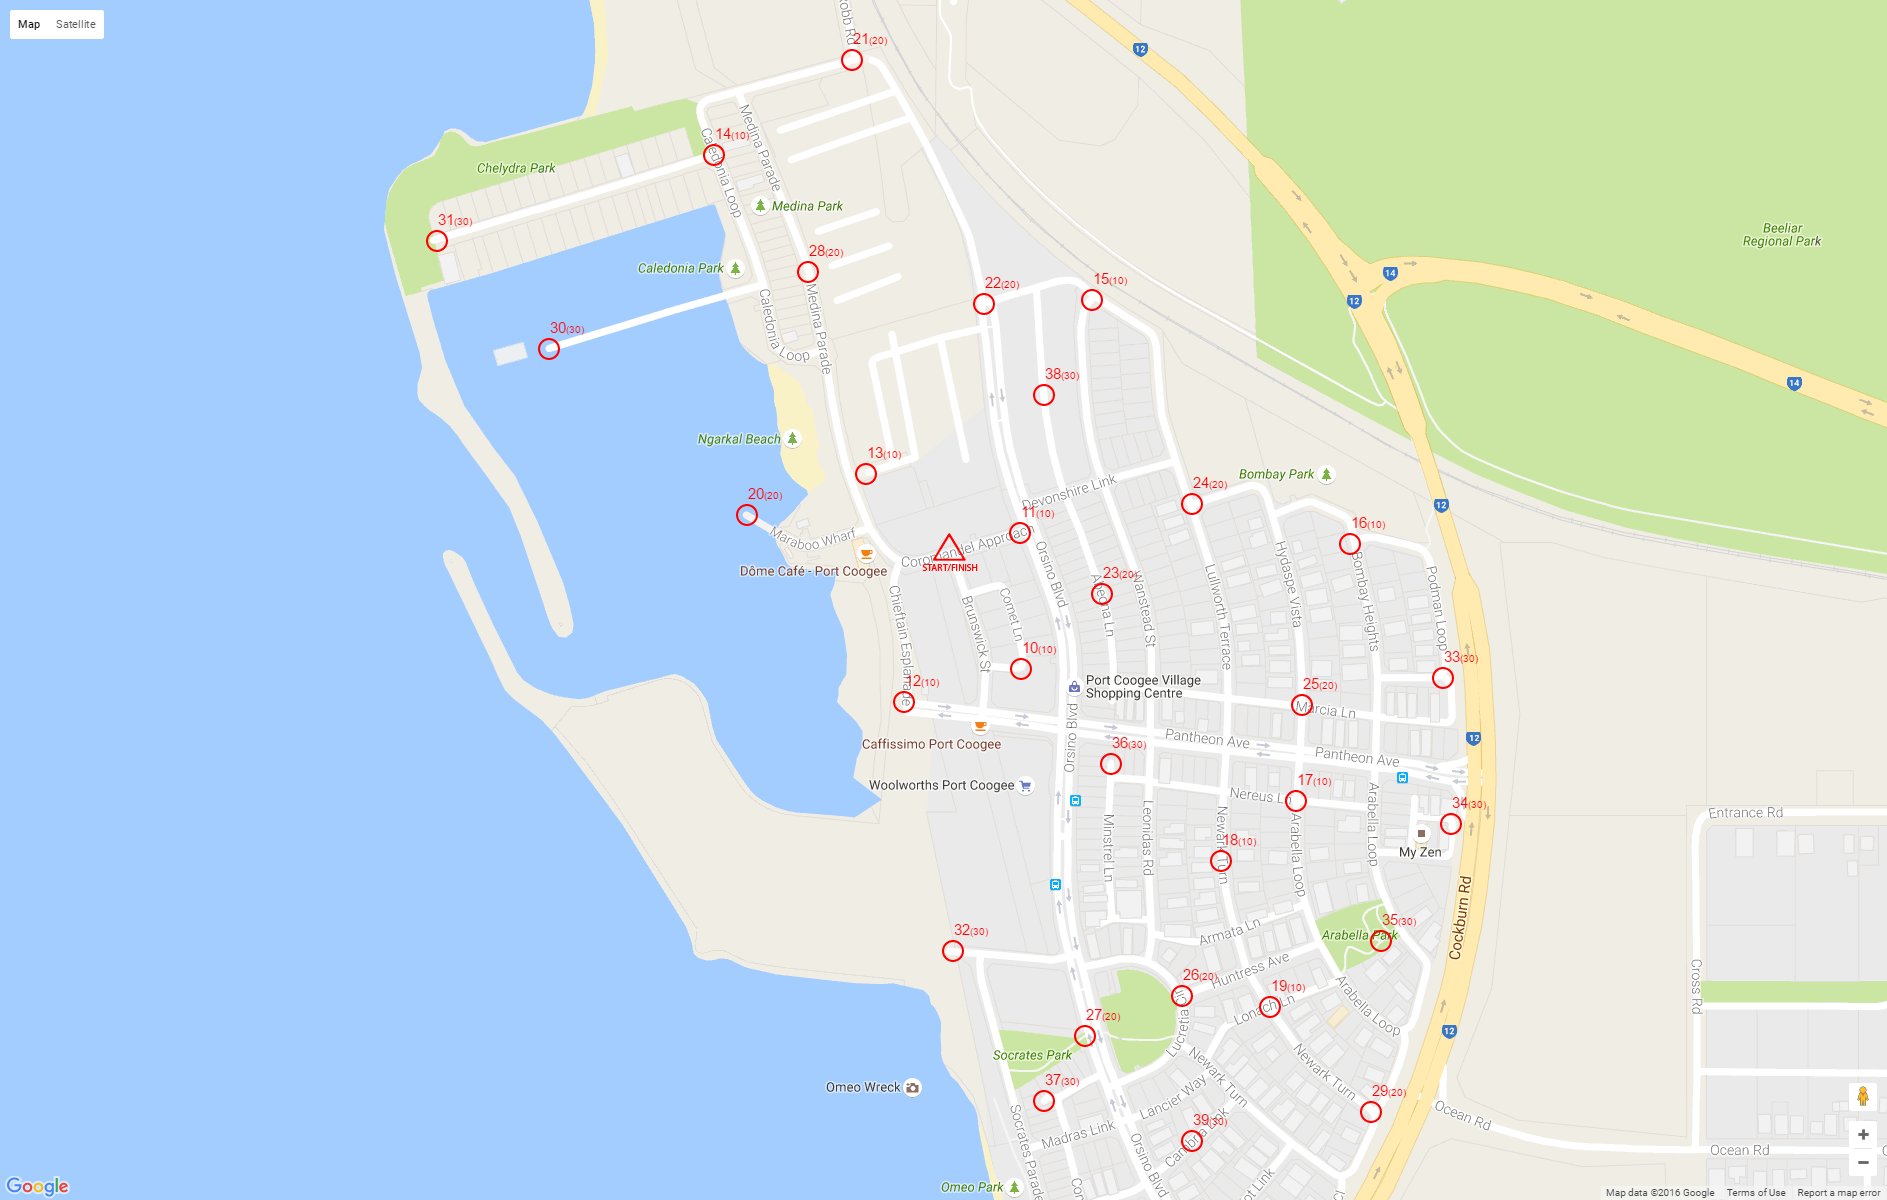 Map
Satellite
Robb Rd
21(20)
12
14(10)
Chelydra Park
Caledonia Loop
Medina Parade
Medina Park
31(30)
Beeliar
Regional Park
28(20)
Caledonia Park
14
12
22(20)
15(10)
Caledonia Loop
Medina Parade
30(30)
38(30)
14
Ngarkal Beach
13(10)
Bombay Park
20(20)
Devonshire Link
24(20)
12
11(10)
16(10)
Maraboo Wharf
Coromandel Approach
START/FINISH
Dôme Café - Port Coogee
Orsino Blvd
Chieftain Esplanade
Brunswick St
Comet Ln
23(20)
Nanstead St
Lullworth Terrace
Hydaspe Vista
Bombay Heights
Podman Loop
10(10)
33(30)
12(10)
Port Coogee Village
Shopping Centre
25(20)
Marcia Ln
Caffissimo Port Coogee
Orsino Blvd
Pantheon Ave
Pantheon Ave
12
36(30)
Woolworths Port Coogee
Nereus Ln
17(10)
34(30)
Minstrel Ln
Leonidas Rd
Newark Turn
Arabella Loop
Arabella Loop
18(10)
My Zen
Entrance Rd
Cockburn Rd
35(30)
Arabella Park
32(30)
Armata Ln
Huntress Ave
26(20)
19(10)
Lonach Ln
Arabella Loop
Cross Rd
27(20)
12
Socrates Park
Newark Turn
Newark Turn
Omeo Wreck
37(30)
Lancier Way
29(20)
39(30)
Madras Link
Ocean Rd
Ocean Rd
Socrates Parade
Orsino Blvd
Omeo Park
Google
Map data ©2016 Google
Terms of Use
Report a map error